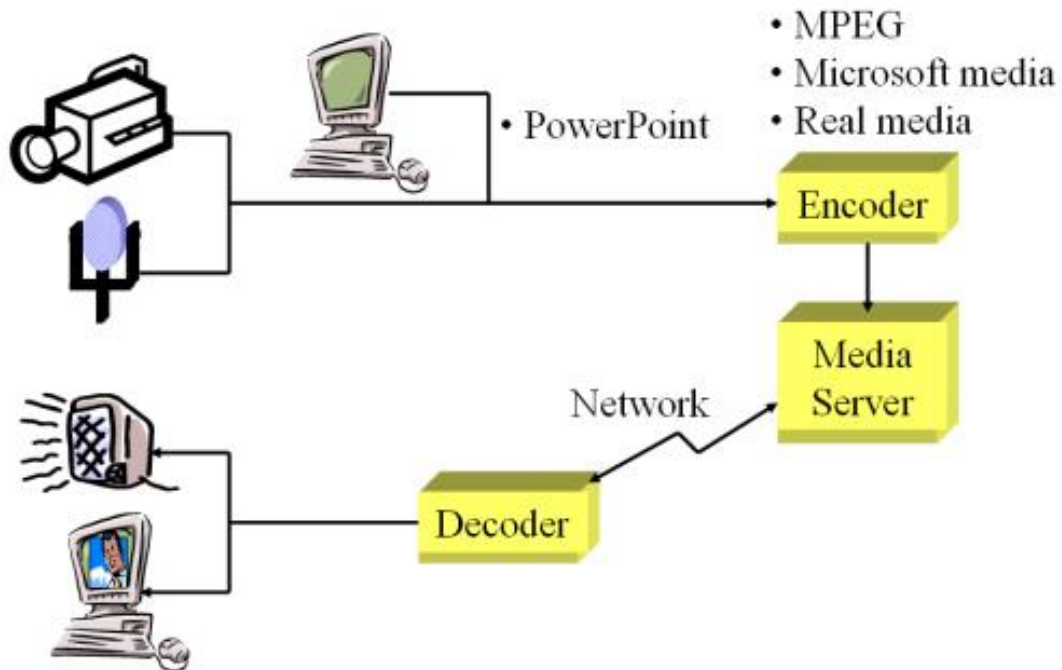 • MPEG
• Microsoft media
• Real media
• PowerPoint
Encoder
Media
Server
Network
Decoder